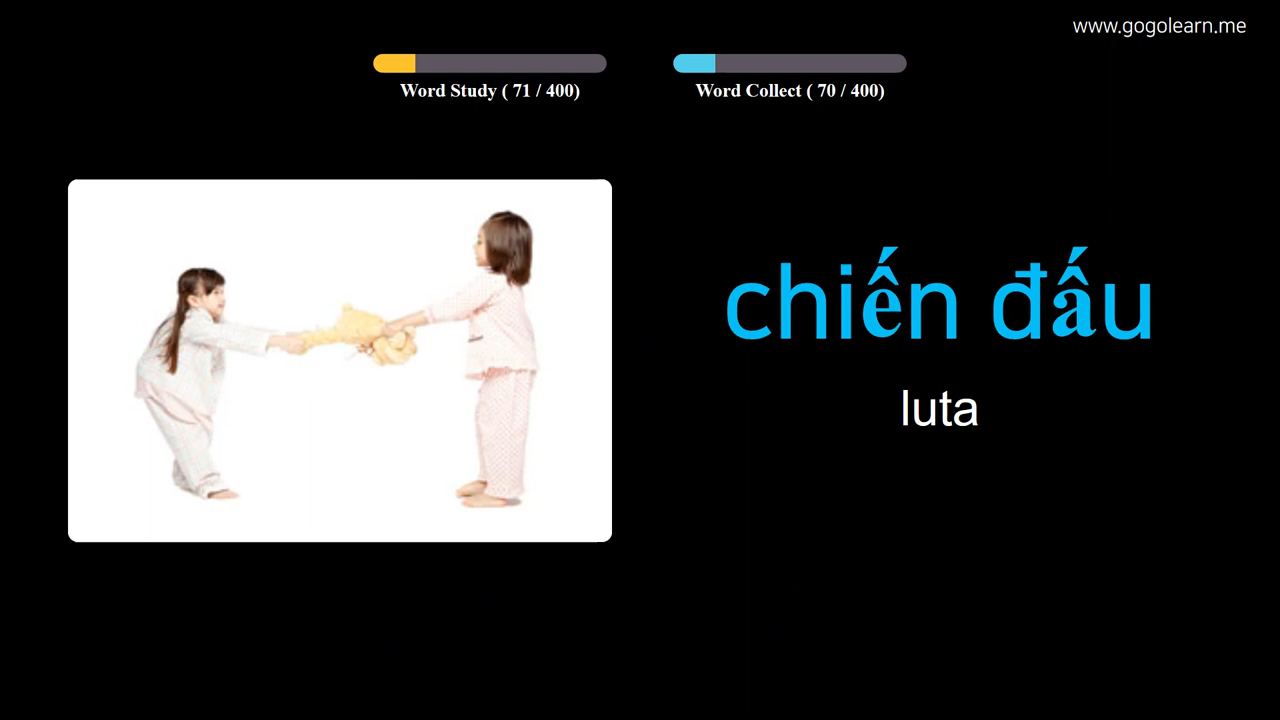 www.gogolearn.me
Word Study ( 71 / 400)
Word Collect ( 70 / 400)
chiến đấu
luta